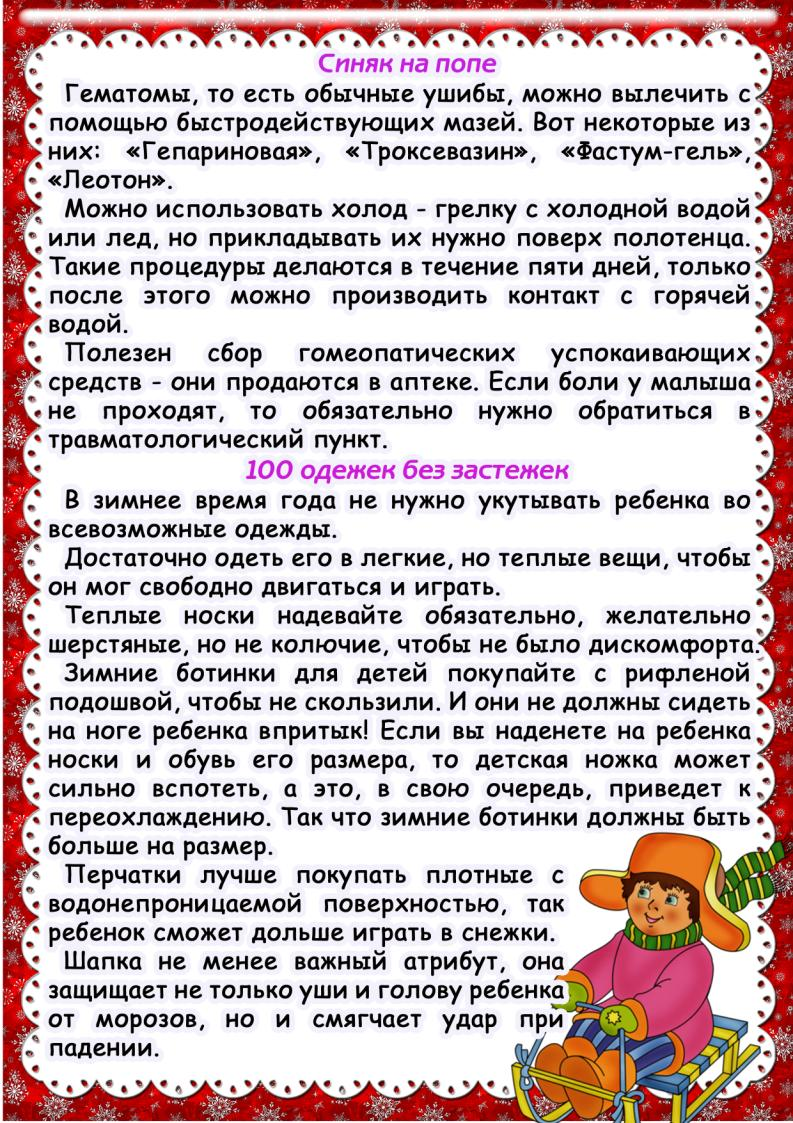 Синяк на попе
Гематомы, то есть обычные ушибы, можно вылечить с
помощью быстродействующих мазей. Вот некоторые из
них: «Гепариновая», «Троксевазин», «Фастум-гель»,
«Леотон».
Можно использовать холод - грелку с холодной водой
или лед, но прикладывать их нужно поверх полотенца.
Такие процедуры делаются в течение пяти дней, только
после этого можно производить контакт с горячей
водой.
Полезен сбор гомеопатических успокаивающих
средств - они продаются в аптеке. Если боли у малыша
не проходят, то обязательно нужно обратиться в
травматологический пункт.
100 одежек без застежек
В зимнее время года не нужно укутывать ребенка во
всевозможные одежды.
Достаточно одеть его в легкие, но теплые вещи, чтобы
он мог свободно двигаться и играть.
Теплые носки надевайте обязательно, желательно
шерстяные, но не колючие, чтобы не было дискомфорта.
Зимние ботинки для детей покупайте с рифленой
подошвой, чтобы не скользили. И они не должны сидеть
на ноге ребенка впритык! Если вы наденете на ребенка
носки и обувь его размера, то детская ножка может
сильно вспотеть, а это, в свою очередь, приведет к
переохлаждению. Так что зимние ботинки должны быть
больше на размер.
Перчатки лучше покупать плотные с
водонепроницаемой поверхностью, так
ребенок сможет дольше играть в снежки.
Шапка не менее важный атрибут, она
защищает не только уши и голову ребенка
от морозов, но и смягчает удар при
падении.